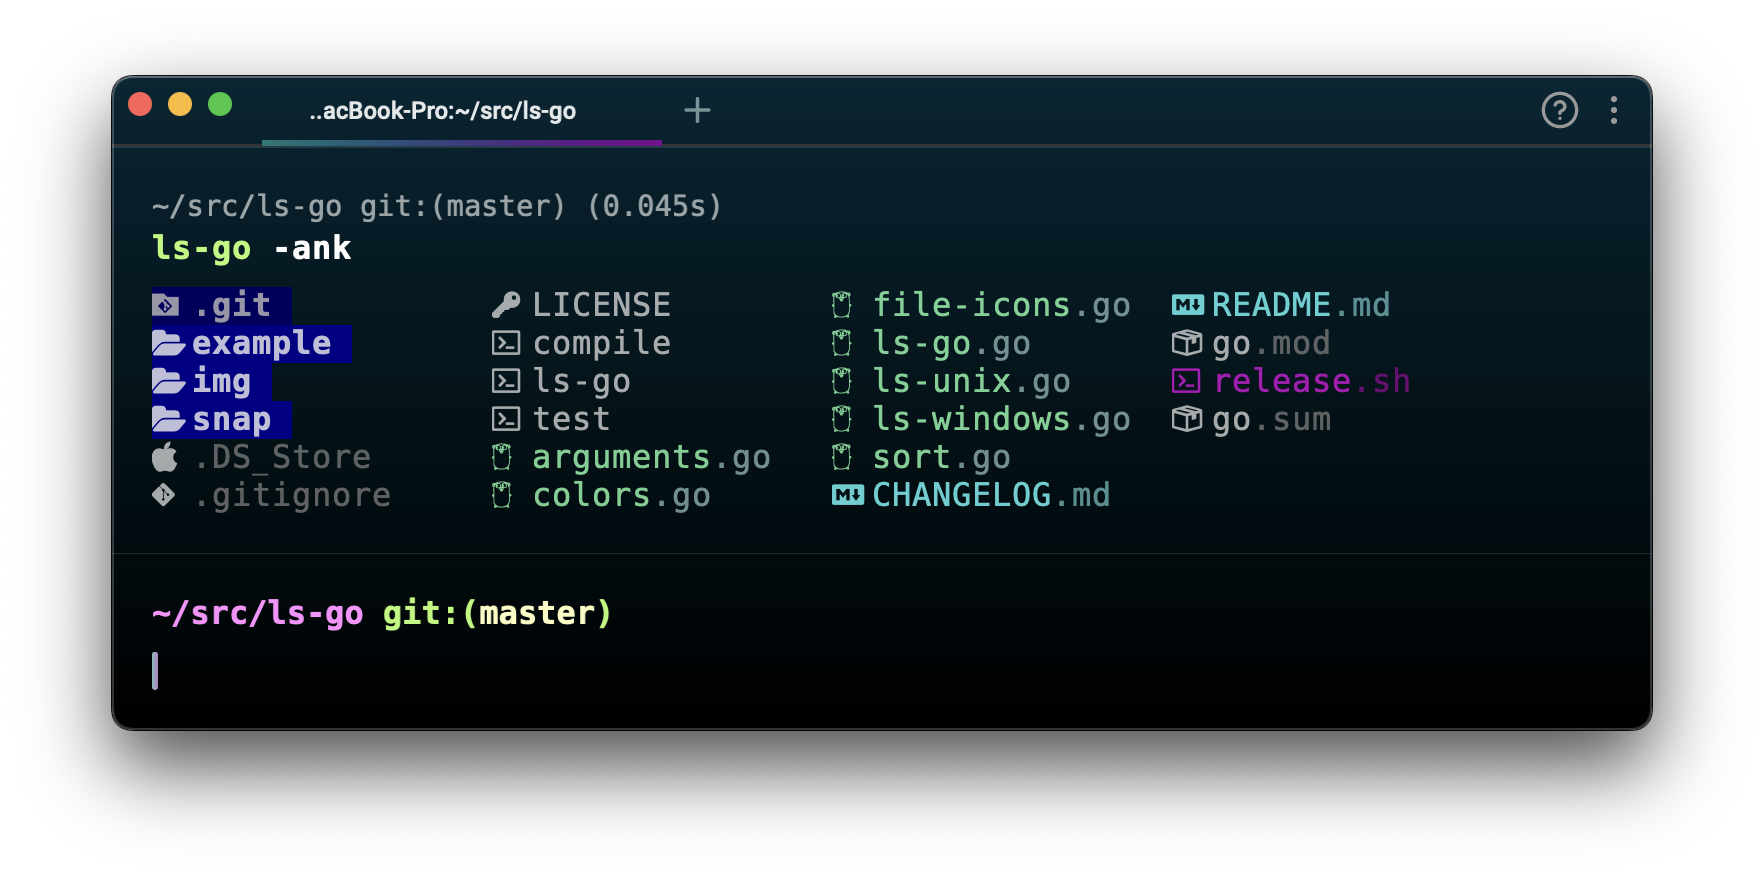 ..acBook-Pro:~/src/ls-go
~/src/ls-go git:(master) (0.045s)
ls-go -ank
.git LICENSE file-icons.go README.md
example compile ls-go.go go.mod
img ls-go ls-unix.go release.sh
snap test ls-windows.go go.sum
.DS_Store arguments.go sort.go
.gitignore colors.go CHANGELOG.md
~/src/ls-go git:(master)